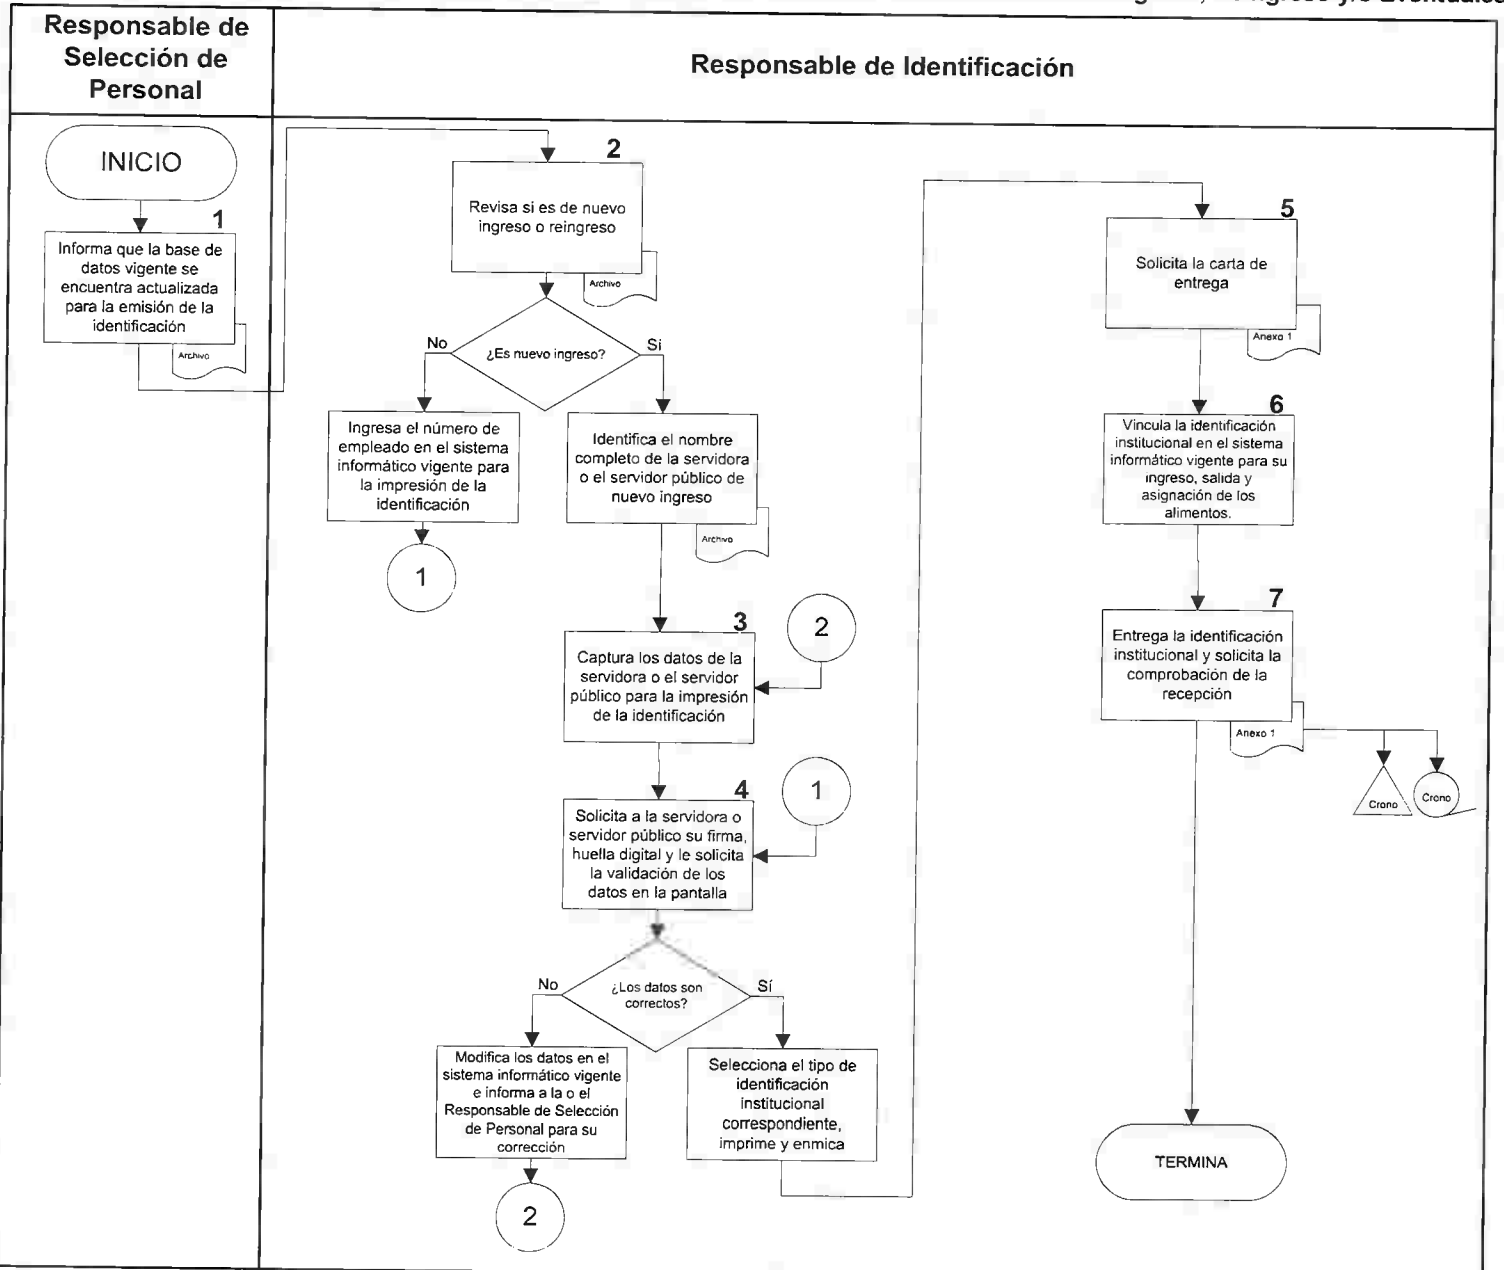 Responsable de
Selección de
Personal
Responsable de Identificación
INICIO
1
Informa que la base de
datos vigente se
encuentra actualizada
para la emisión de la
identificación
Archivo
2
Revisa si es de nuevo
ingreso o reingreso
Archivo
¿Es nuevo ingreso?
No
Sí
Ingresa el número de
empleado en el sistema
informático vigente para
la impresión de la
identificación
1
Identifica el nombre
completo de la servidora
o el servidor público de
nuevo ingreso
Archivo
3
Captura los datos de la
servidora o el servidor
público para la impresión
de la identificación
2
4
Solicita a la servidora o
servidor público su firma,
huella digital y le solicita
la validación de los
datos en la pantalla
1
¿Los datos son
correctos?
No
Sí
Modifica los datos en el
sistema informático vigente
e informa a la o el
Responsable de Selección
de Personal para su
corrección
2
Selecciona el tipo de
identificación
institucional
correspondiente,
imprime y enmica
5
Solicita la carta de
entrega
Anexo 1
6
Vincula la identificación
institucional en el sistema
informático vigente para su
ingreso, salida y
asignación de los
alimentos.
7
Entrega la identificación
institucional y solicita la
comprobación de la
recepción
Anexo 1
Crono
Crono
TERMINA